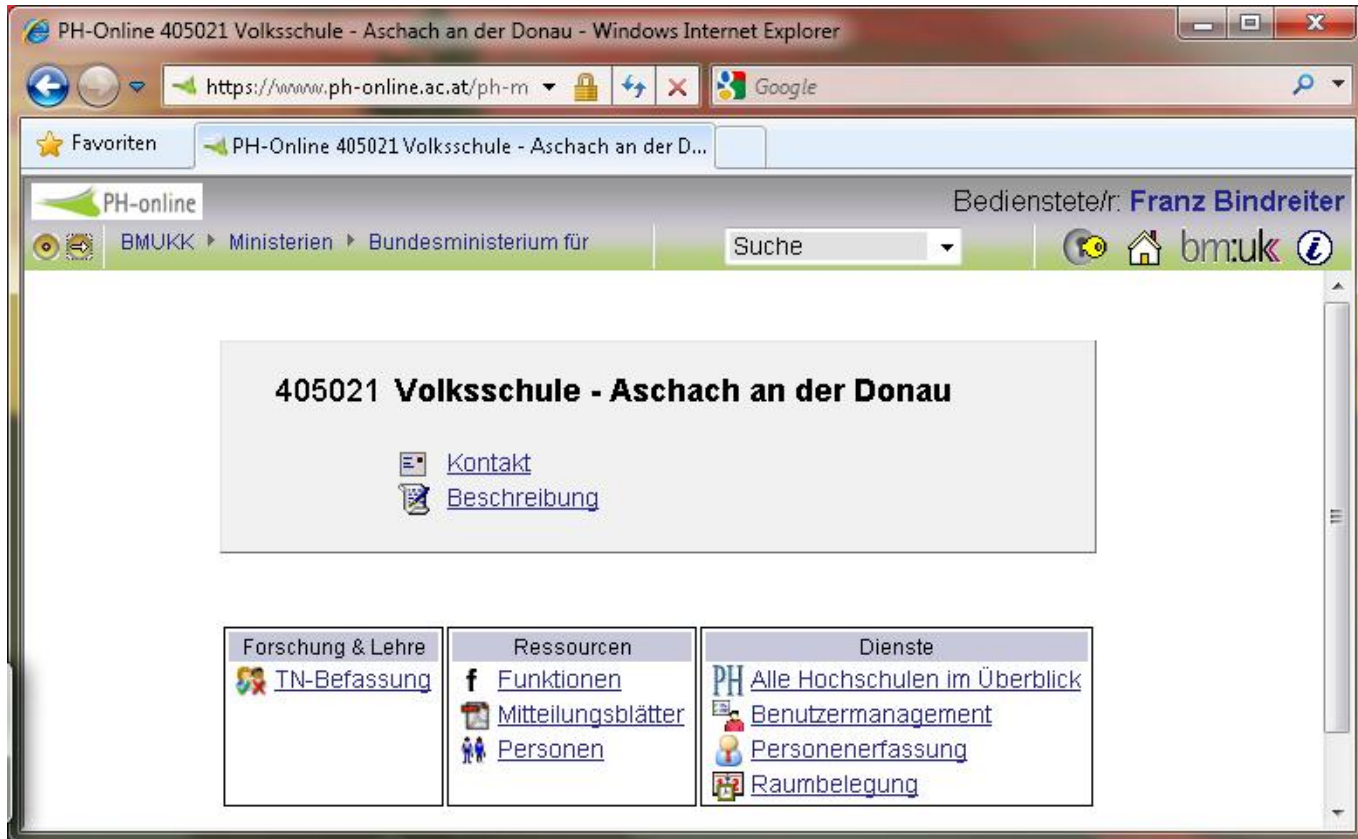 PH-Online 405021 Volksschule - Aschach an der Donau - Windows Internet Explorer
https://www.ph-online.ac.at/ph-m
Google
Favoriten
PH-Online 405021 Volksschule - Aschach an der D...
PH-online
Bedienstete/r: Franz Bindreiter
BMUKK Ministerien Bundesministerium für
Suche
bm:uk
405021 Volksschule - Aschach an der Donau
Kontakt
Beschreibung
Forschung & Lehre
TN-Befassung
Ressourcen
f Funktionen
Mitteilungsblätter
Personen
Dienste
PH Alle Hochschulen im Überblick
Benutzermanagement
Personenerfassung
Raumbelegung